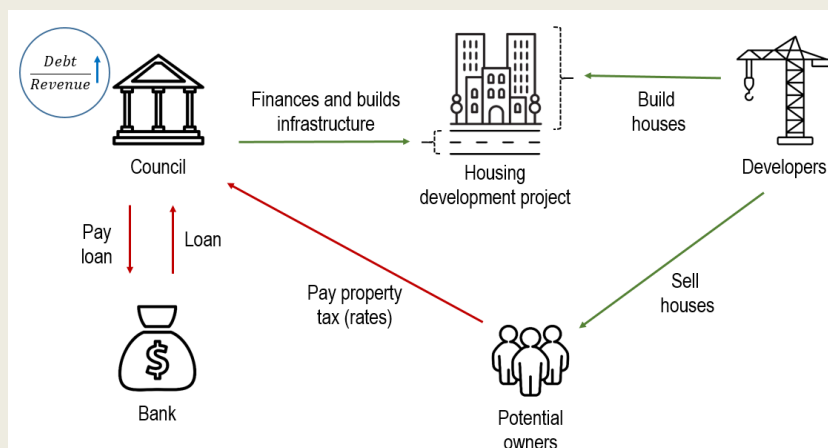 Debt
Revenue
Council
Finances and builds
infrastructure
Housing
development project
Build
houses
Developers
Pay
loan
Loan
Pay property
tax (rates)
Sell
houses
$
Bank
Potential
owners